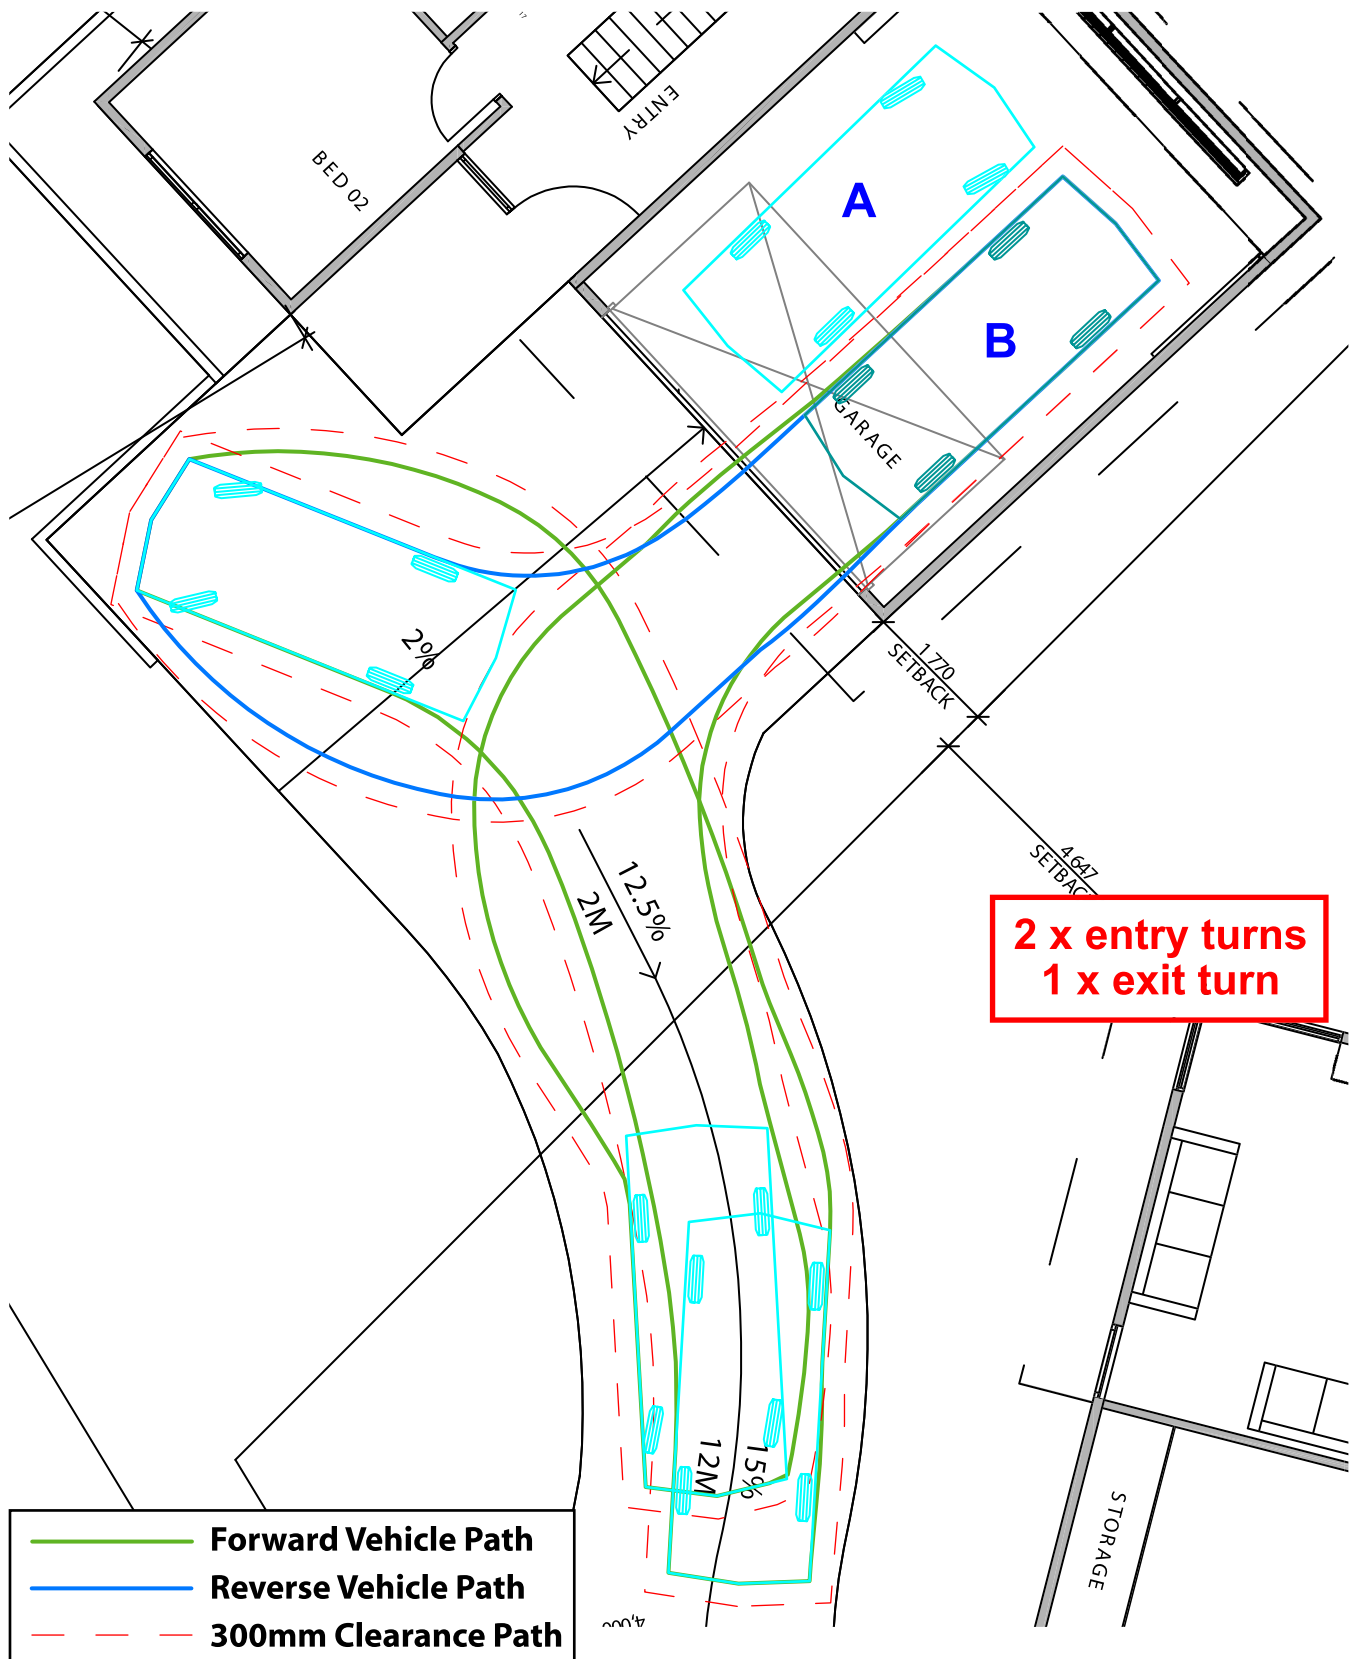 17
ENTRY
BED 02
A
B
GARAGE
2%
1 770
SETBACK
4 647
12.5%
2M
2 x entry turns
1 x exit turn
12M
15%
STORAGE
Forward Vehicle Path
Reverse Vehicle Path
300mm Clearance Path